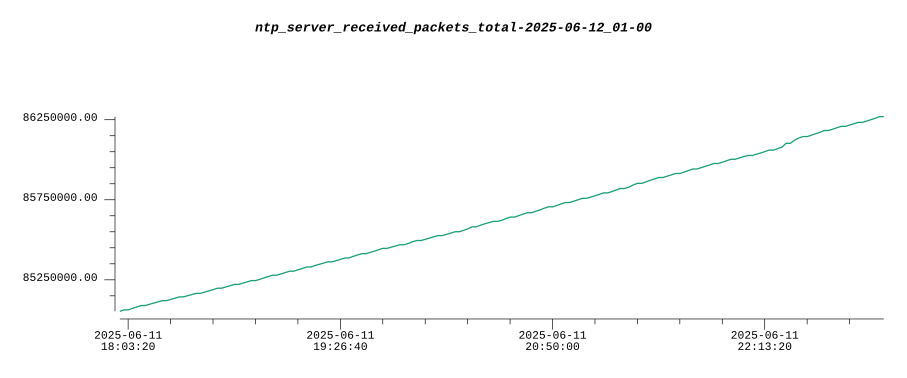 ntp_server_received_packets_total-2025-06-12_01-00
86250000.00
85750000.00
85250000.00
2025-06-11 2025-06-11 2025-06-11 2025-06-11
18:03:20 19:26:40 20:50:00 22:13:20